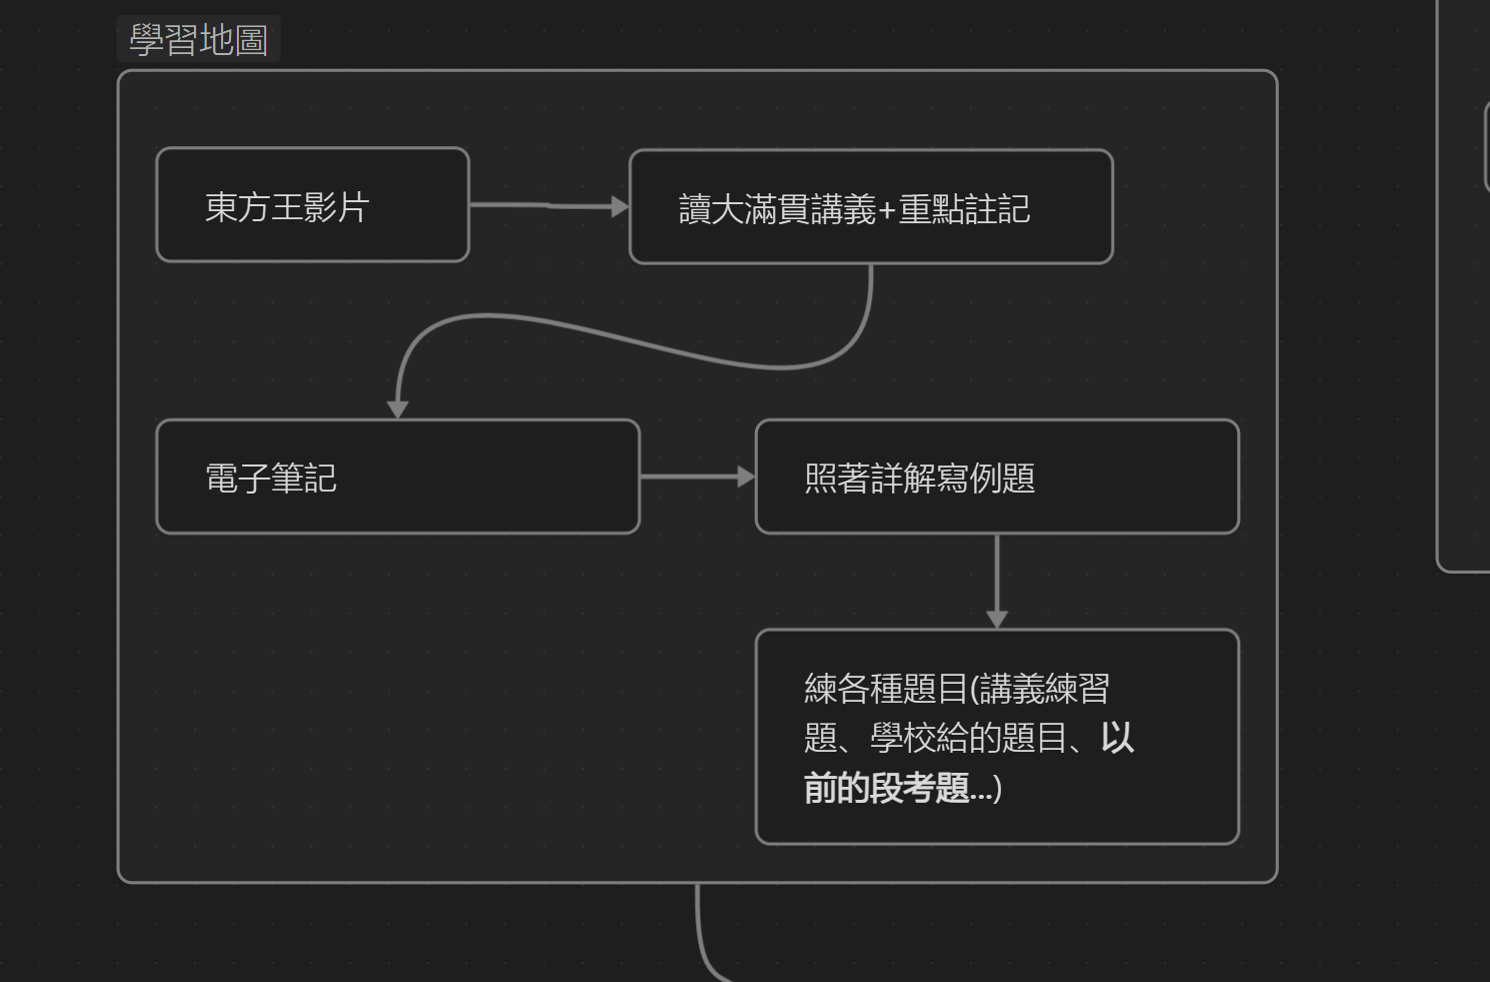 學習地圖
東方王影片
讀大滿貫講義+重點註記
電子筆記
照著詳解寫例題
練各種題目(講義練習
題、學校給的題目、以
前的段考題...)